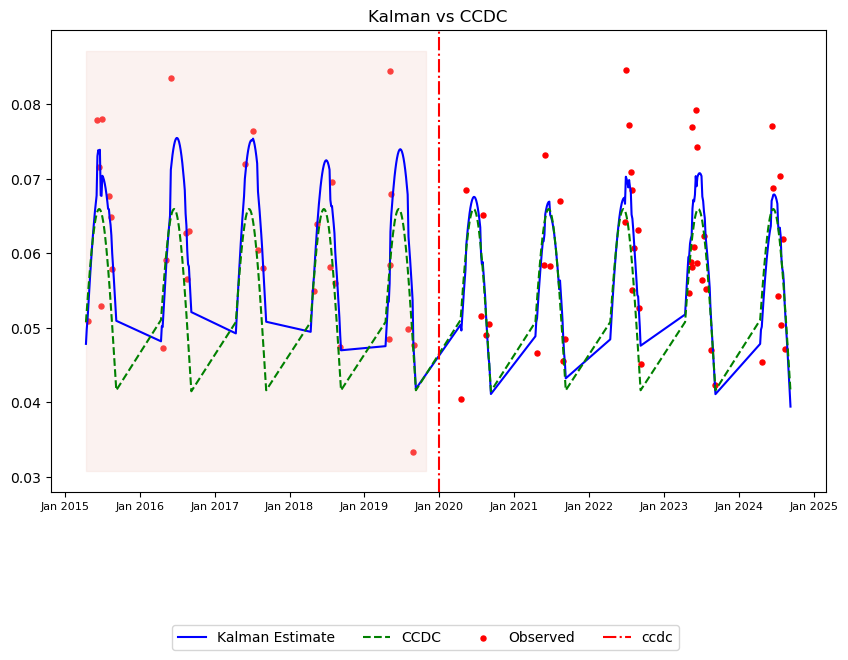 Kalman vs CCDC
0.08
0.07
0.06
0.05
0.04
0.03
Jan 2015 Jan 2016 Jan 2017 Jan 2018 Jan 2019 Jan 2020 Jan 2021 Jan 2022 Jan 2023 Jan 2024 Jan 2025
Kalman Estimate CCDC Observed ccdc